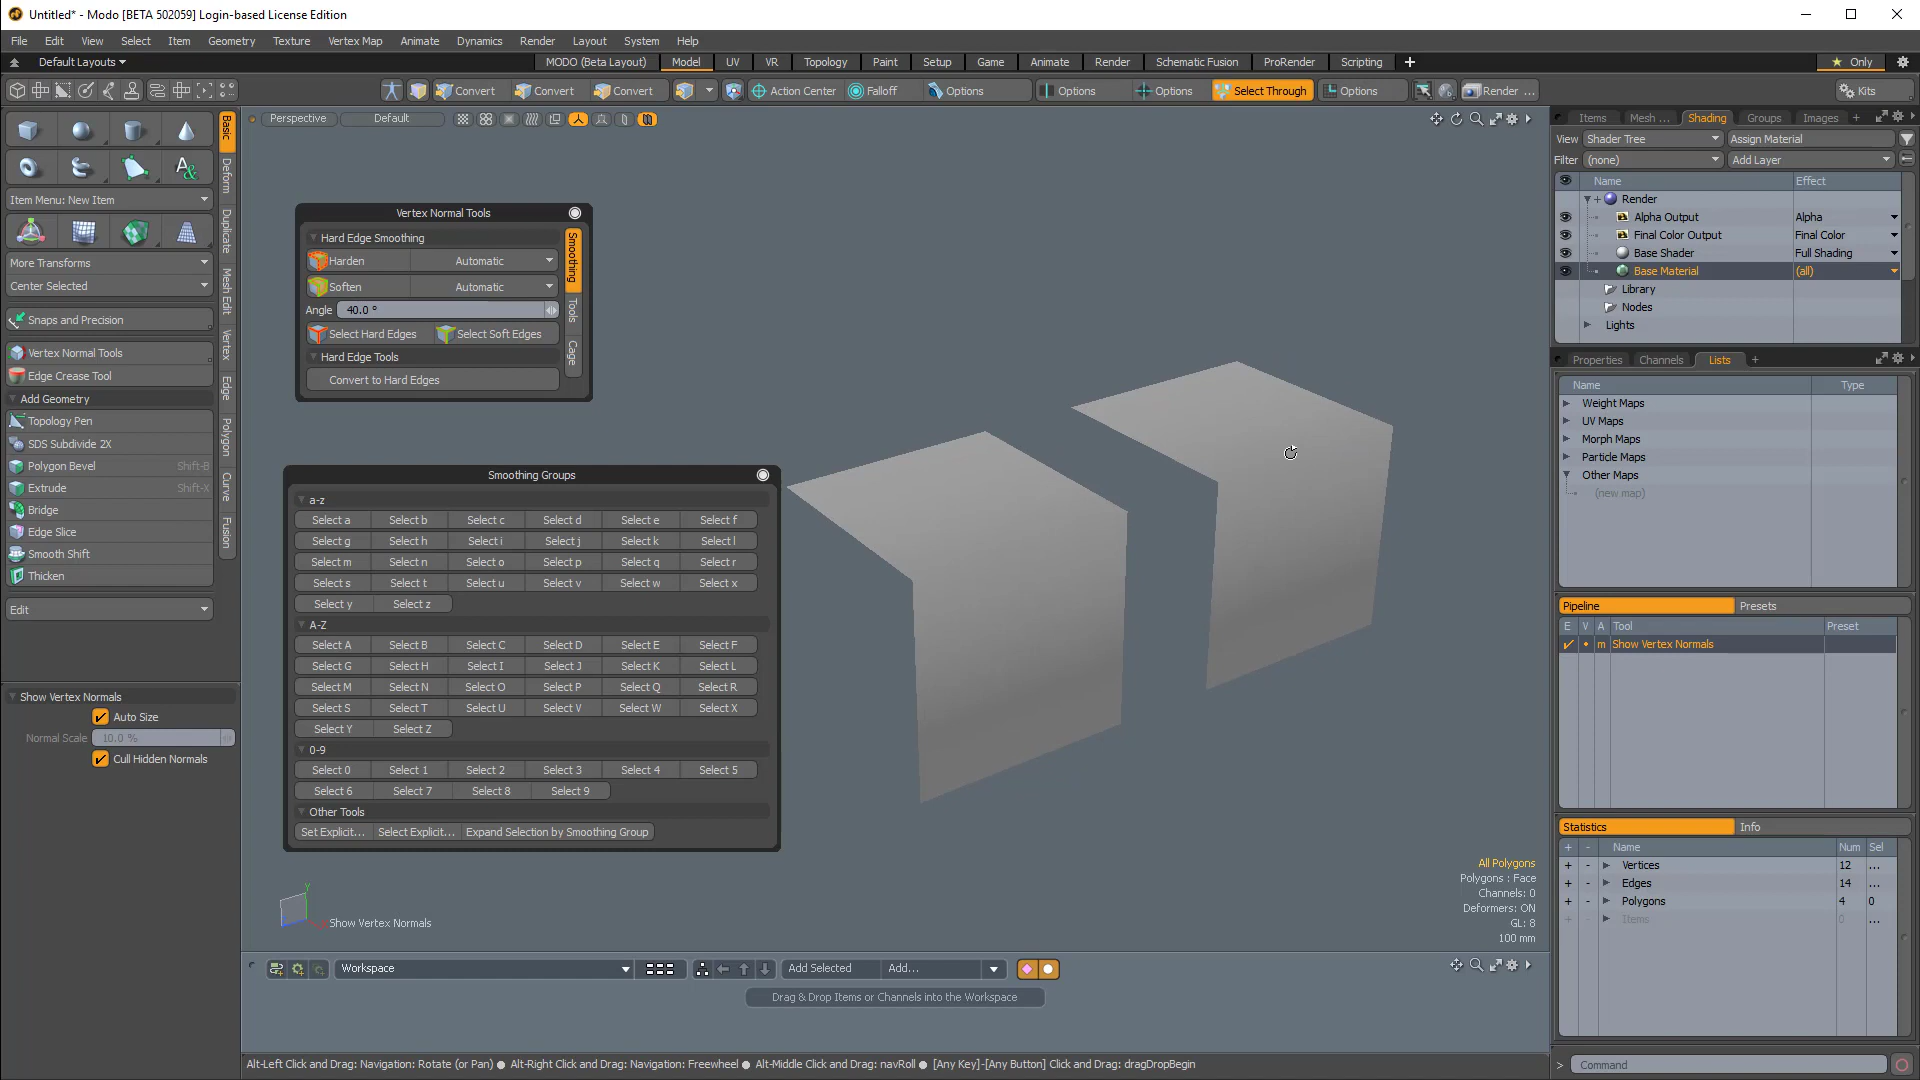 Untitled* - Modo [BETA 502059] Login-based License Edition
File Edit View Select Item Geometry Texture Vertex Map Animate Dynamics Render Layout System Help
Default Layouts MODO (Beta Layout) Model UV VR Topology Paint Setup Game Animate Render Schematic Fusion ProRender Scripting + Only
Convert Convert Convert Action Center Falloff Options Options Options Select Through Options Render ... Kits
Perspective Default
Basic
Deform
Duplicate
Mesh Edit
Vertex
Edge
Polygon
Curve
Fusion
Item Menu: New Item
More Transforms
Center Selected
Snaps and Precision
Vertex Normal Tools
Edge Crease Tool
Add Geometry
Topology Pen
SDS Subdivide 2X
Polygon Bevel Shift-B
Extrude Shift-X
Bridge
Edge Slice
Smooth Shift
Thicken
Edit
Show Vertex Normals
Auto Size
Normal Scale 10.0 %
Cull Hidden Normals
Vertex Normal Tools
Hard Edge Smoothing
Harden Automatic
Soften Automatic
Angle 40.0 °
Select Hard Edges Select Soft Edges
Hard Edge Tools
Convert to Hard Edges
Smoothing
Tools
Cage
Smoothing Groups
a-z
Select a Select b Select c Select d Select e Select f
Select g Select h Select i Select j Select k Select l
Select m Select n Select o Select p Select q Select r
Select s Select t Select u Select v Select w Select x
Select y Select z
A-Z
Select A Select B Select C Select D Select E Select F
Select G Select H Select I Select J Select K Select L
Select M Select N Select O Select P Select Q Select R
Select S Select T Select U Select V Select W Select X
Select Y Select Z
0-9
Select 0 Select 1 Select 2 Select 3 Select 4 Select 5
Select 6 Select 7 Select 8 Select 9
Other Tools
Set Explicit... Select Explicit... Expand Selection by Smoothing Group
Y
Show Vertex Normals
All Polygons
Polygons : Face
Channels: 0
Deformers: ON
GL: 8
100 mm
Workspace Add Selected Add...
Drag & Drop Items or Channels into the Workspace
Alt-Left Click and Drag: Navigation: Rotate (or Pan) ● Alt-Right Click and Drag: Navigation: Freewheel ● Alt-Middle Click and Drag: navRoll ● [Any Key]-[Any Button] Click and Drag: dragDropBegin
Items Mesh ... Shading Groups Images +
View Shader Tree Assign Material
Filter (none) Add Layer
Name Effect
Render
Alpha Output Alpha
Final Color Output Final Color
Base Shader Full Shading
Base Material (all)
Library
Nodes
Lights
Properties Channels Lists +
Name Type
Weight Maps
UV Maps
Morph Maps
Particle Maps
Other Maps
(new map)
Pipeline Presets
E V A Tool Preset
m Show Vertex Normals
Statistics Info
+ - Name Num Sel
+ - Vertices 12 ...
+ - Edges 14 ...
+ - Polygons 4 0
+ - Items 0 ...
> Command